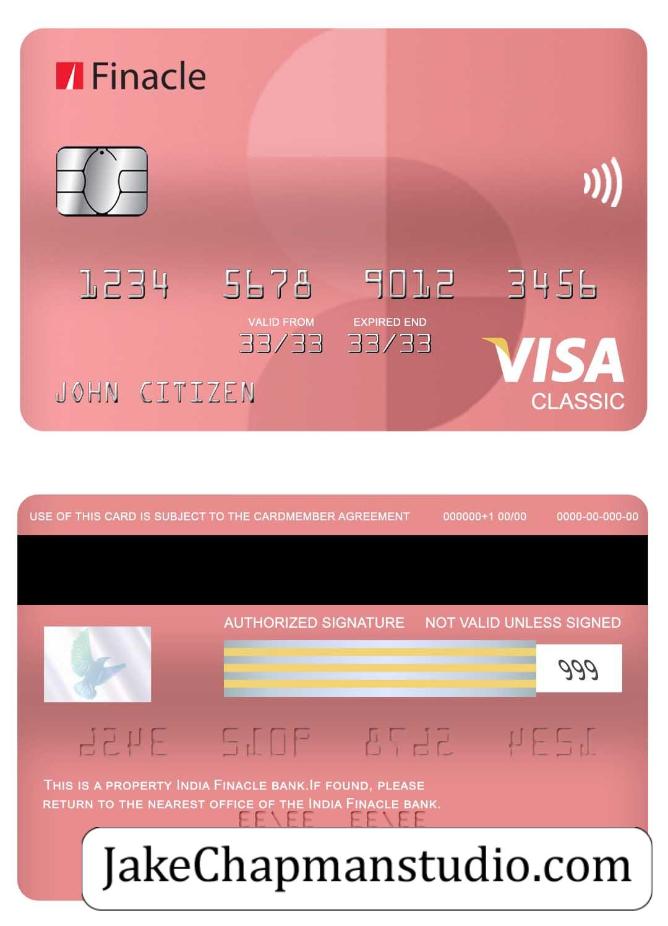 Finacle
1234 5678 9012 3456
VALID FROM EXPIRED END
33/33 33/33
VISA
JOHN CITIZEN
CLASSIC
USE OF THIS CARD IS SUBJECT TO THE CARDMEMBER AGREEMENT 000000+1 00/00 0000-00-000-00
AUTHORIZED SIGNATURE NOT VALID UNLESS SIGNED
999
THIS IS A PROPERTY INDIA FINACLE BANK.IF FOUND, PLEASE
RETURN TO THE NEAREST OFFICE OF THE INDIA FINACLE BANK.
JakeChapmanstudio.com